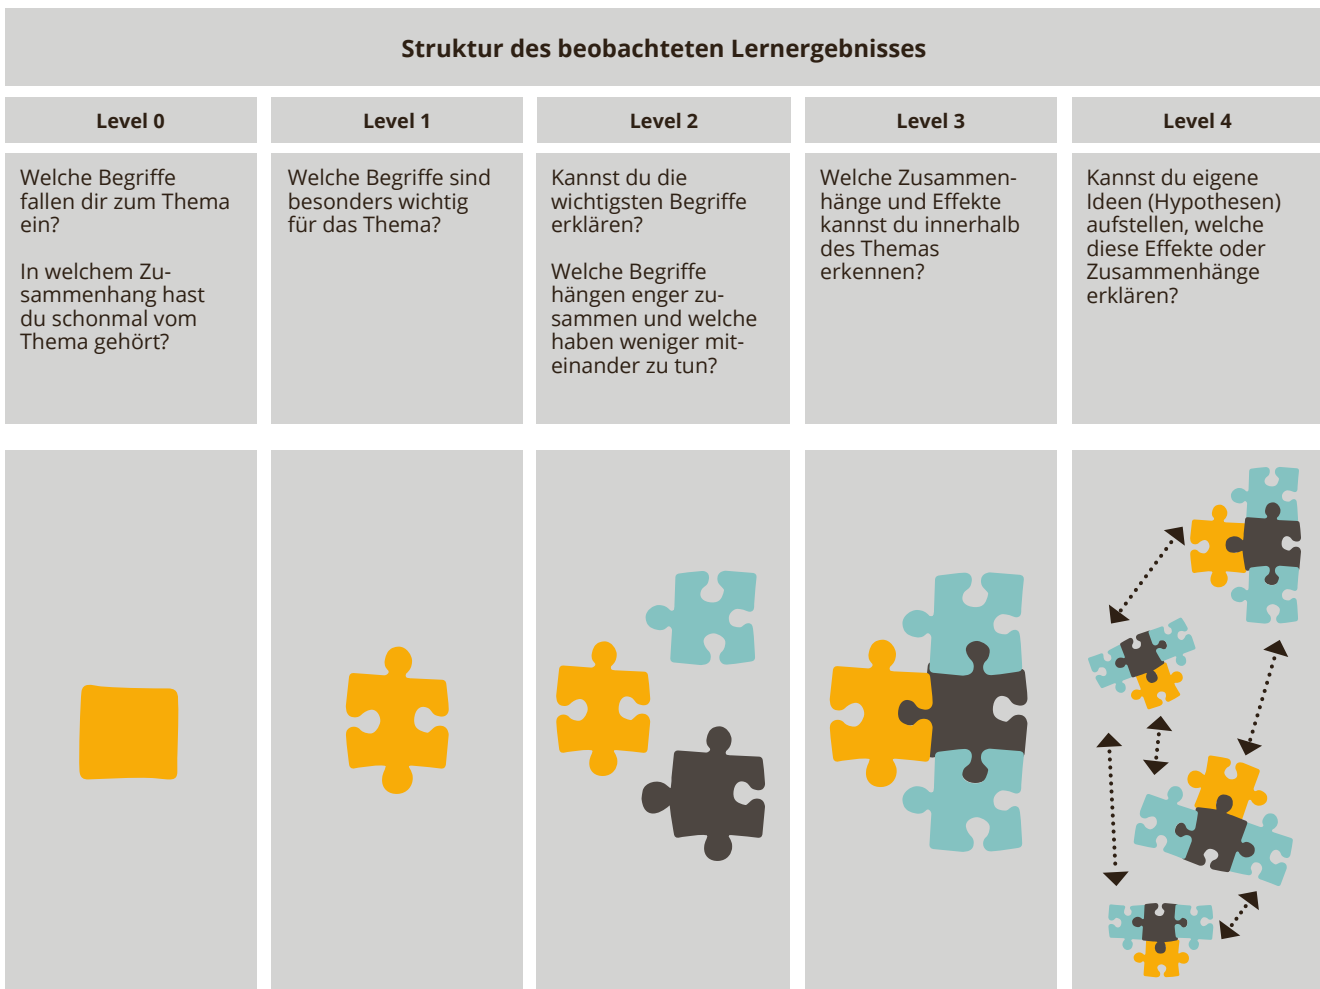 Struktur des beobachteten Lernergebnisses
Level 0
Level 1
Level 2
Level 3
Level 4
Welche Begriffe
fallen dir zum Thema
ein?
In welchem Zu-
sammenhang hast
du schonmal vom
Thema gehört?
Welche Begriffe sind
besonders wichtig
für das Thema?
Kannst du die
wichtigsten Begriffe
erklären?
Welche Begriffe
hängen enger zu-
sammen und welche
haben weniger mit-
einander zu tun?
Welche Zusammen-
hänge und Effekte
kannst du innerhalb
des Themas
erkennen?
Kannst du eigene
Ideen (Hypothesen)
aufstellen, welche
diese Effekte oder
Zusammenhänge
erklären?